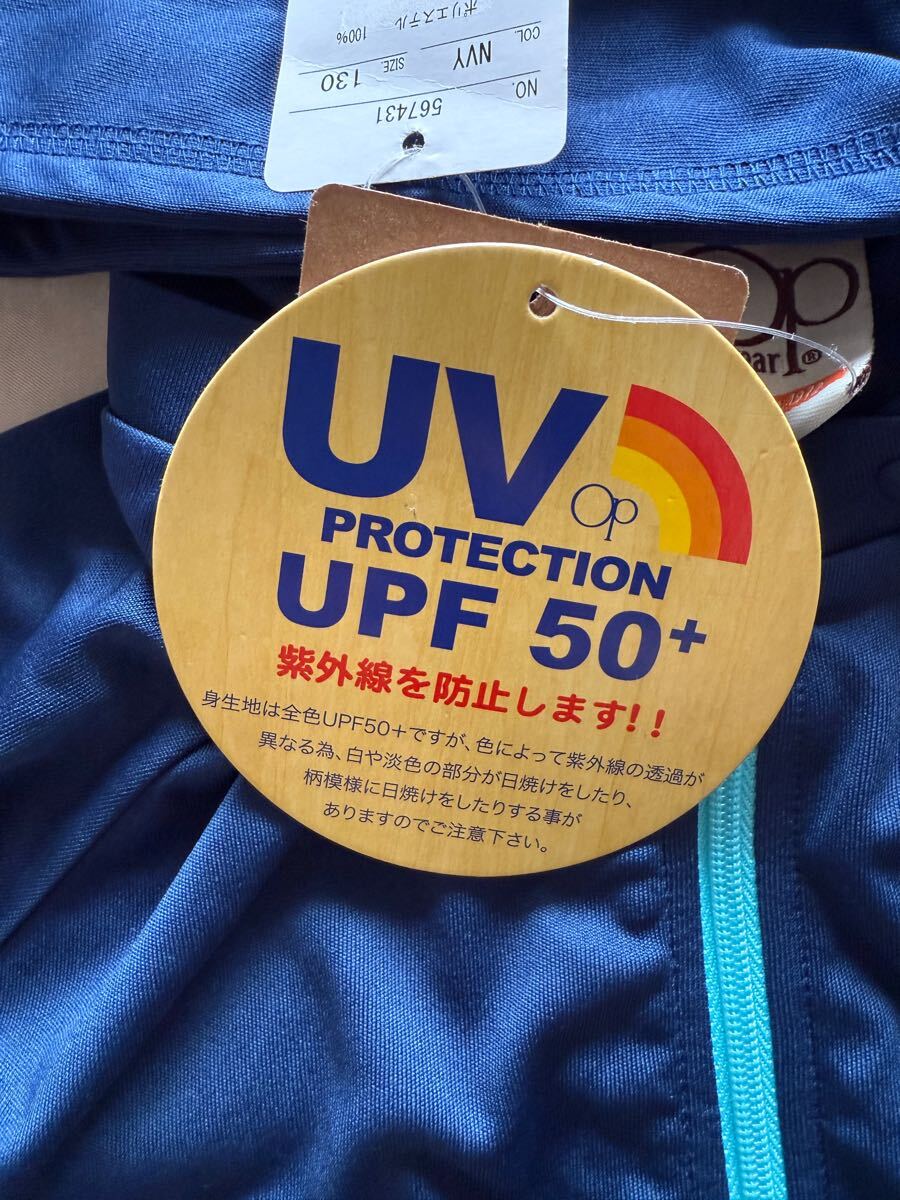 NO. 567431
COL. NVY SIZE. 130
ポリエステル 100%
Op
®
UV
Op
PROTECTION
UPF 50+
紫外線を防止します!!
身生地は全色UPF50+ですが、色によって紫外線の透過が
異なる為、白や淡色の部分が日焼けをしたり、
柄模様に日焼けをしたりする事が
ありますのでご注意下さい。